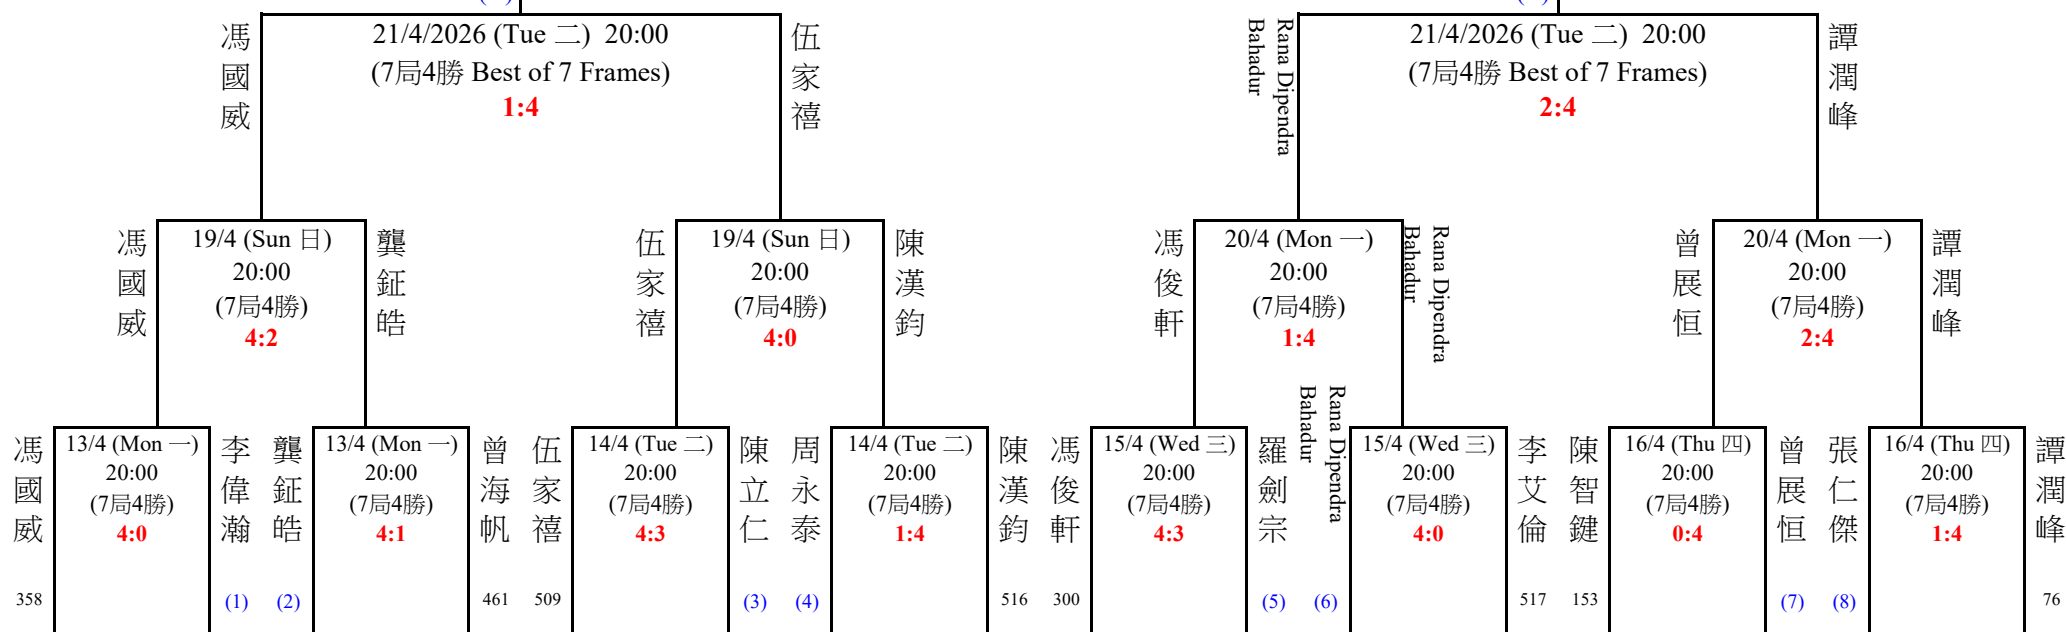 馮國威
21/4/2026 (Tue 二) 20:00
(7局4勝 Best of 7 Frames)
1:4
伍家禧
Rana Dipendra
Bahadur
21/4/2026 (Tue 二) 20:00
(7局4勝 Best of 7 Frames)
2:4
譚潤峰
馮國威
19/4 (Sun 日)
20:00
(7局4勝)
4:2
龔鉦皓
伍家禧
19/4 (Sun 日)
20:00
(7局4勝)
4:0
陳漢鈞
馮俊軒
20/4 (Mon 一)
20:00
(7局4勝)
1:4
Rana Dipendra
Bahadur
曾展恒
20/4 (Mon 一)
20:00
(7局4勝)
2:4
譚潤峰
馮國威
358
13/4 (Mon 一)
20:00
(7局4勝)
4:0
李偉瀚
(1)
龔鉦皓
(2)
13/4 (Mon 一)
20:00
(7局4勝)
4:1
曾海帆
461
伍家禧
509
14/4 (Tue 二)
20:00
(7局4勝)
4:3
陳立仁
(3)
周永泰
(4)
14/4 (Tue 二)
20:00
(7局4勝)
1:4
陳漢鈞
516
馮俊軒
300
15/4 (Wed 三)
20:00
(7局4勝)
4:3
羅劍宗
(5)
Rana Dipendra
Bahadur
(6)
15/4 (Wed 三)
20:00
(7局4勝)
4:0
李艾倫
517
陳智鍵
153
16/4 (Thu 四)
20:00
(7局4勝)
0:4
曾展恒
(7)
張仁傑
(8)
16/4 (Thu 四)
20:00
(7局4勝)
1:4
譚潤峰
76